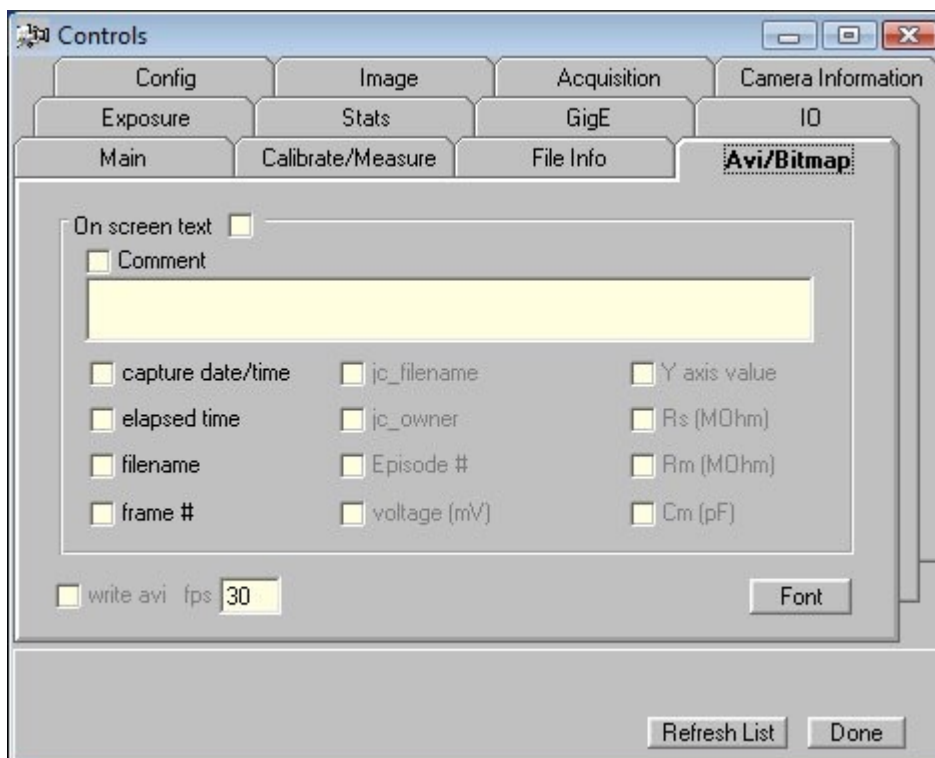 Controls
Config Image Acquisition Camera Information
Exposure Stats GigE IO
Main Calibrate/Measure File Info Avi/Bitmap
On screen text
Comment
capture date/time jc_filename Y axis value
elapsed time jc_owner Rs (MOhm)
filename Episode # Rm (MOhm)
frame # voltage (mV) Cm (pF)
write avi fps 30 Font
Refresh List Done